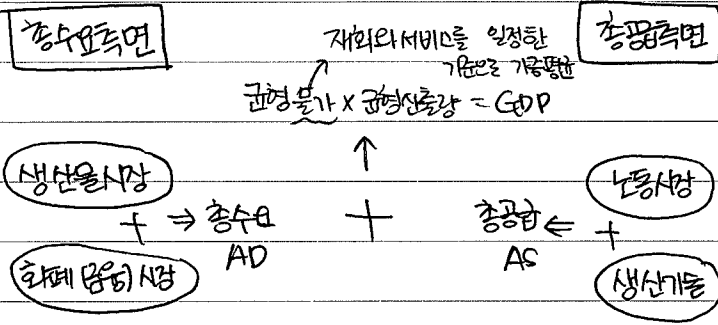 총수요측면
총공급측면
재화와 서비스를 일정한
기준으로 가중평균
균형물가 x 균형산출량 = GDP
↑
생산물시장
노동시장
+ ⇒ 총수요 + 총공급 ⇐ +
AD AS
화폐(금융)시장
생산기술